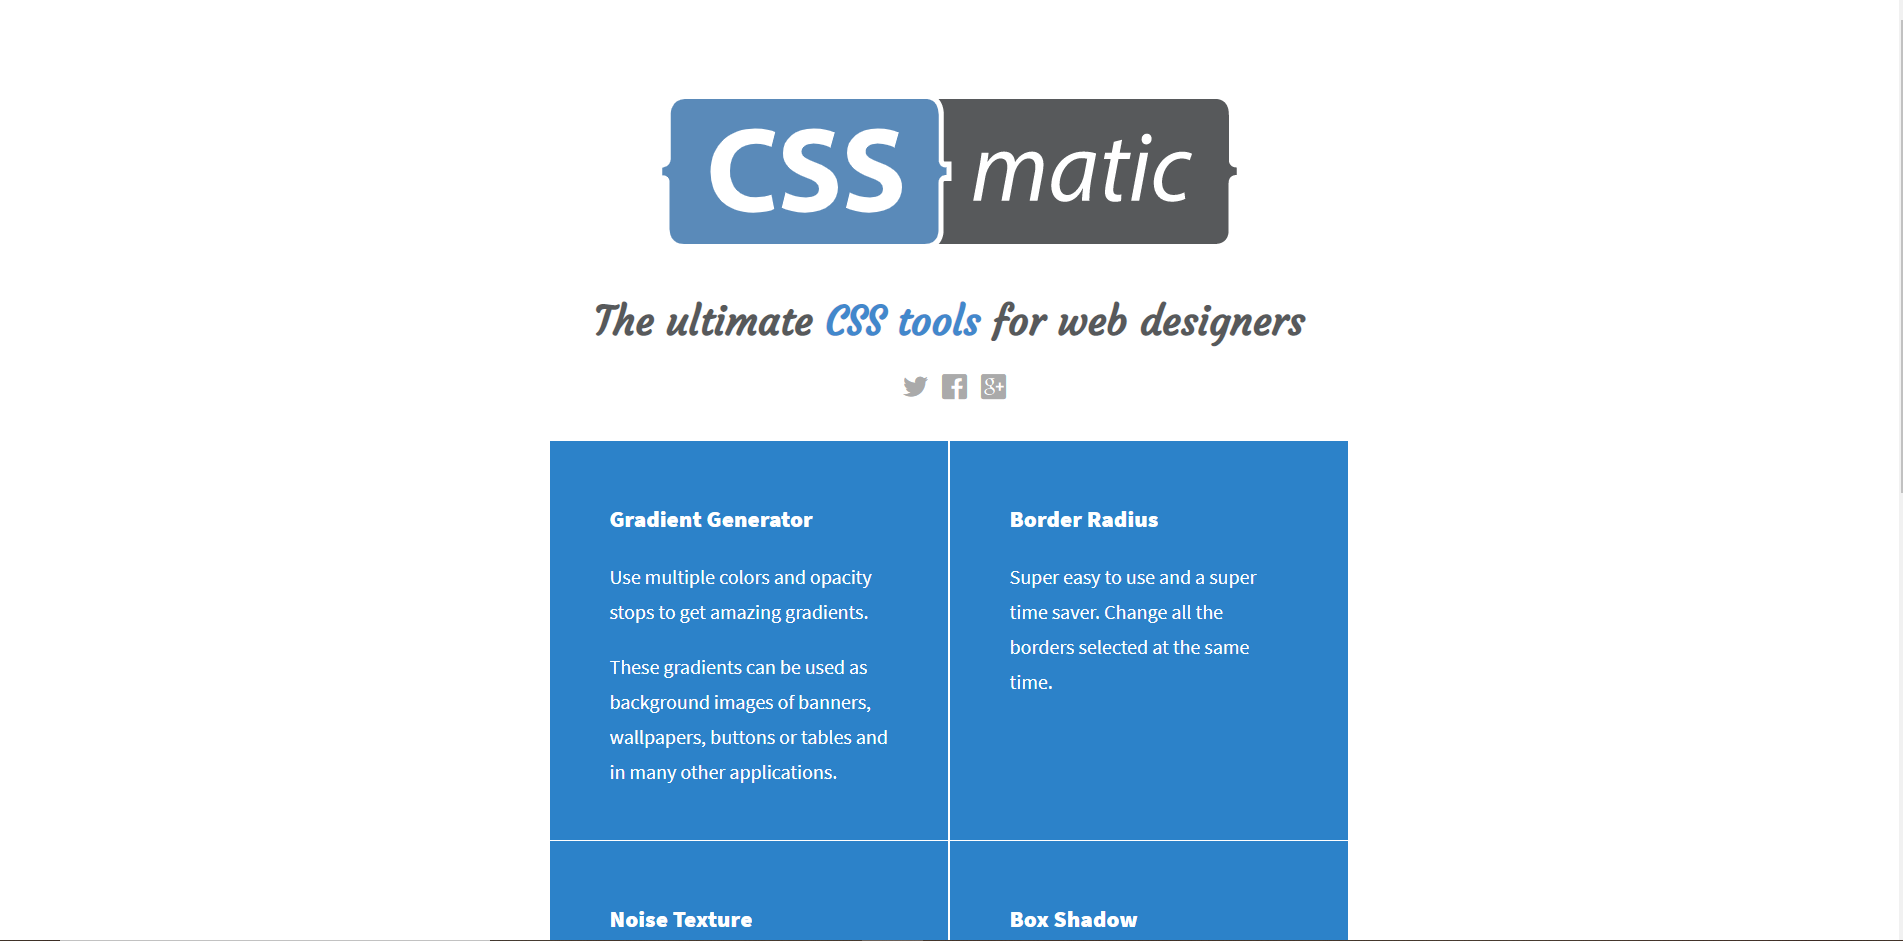 CSS matic
The ultimate CSS tools for web designers
Gradient Generator
Use multiple colors and opacity
stops to get amazing gradients.
These gradients can be used as
background images of banners,
wallpapers, buttons or tables and
in many other applications.
Border Radius
Super easy to use and a super
time saver. Change all the
borders selected at the same
time.
Noise Texture
Box Shadow